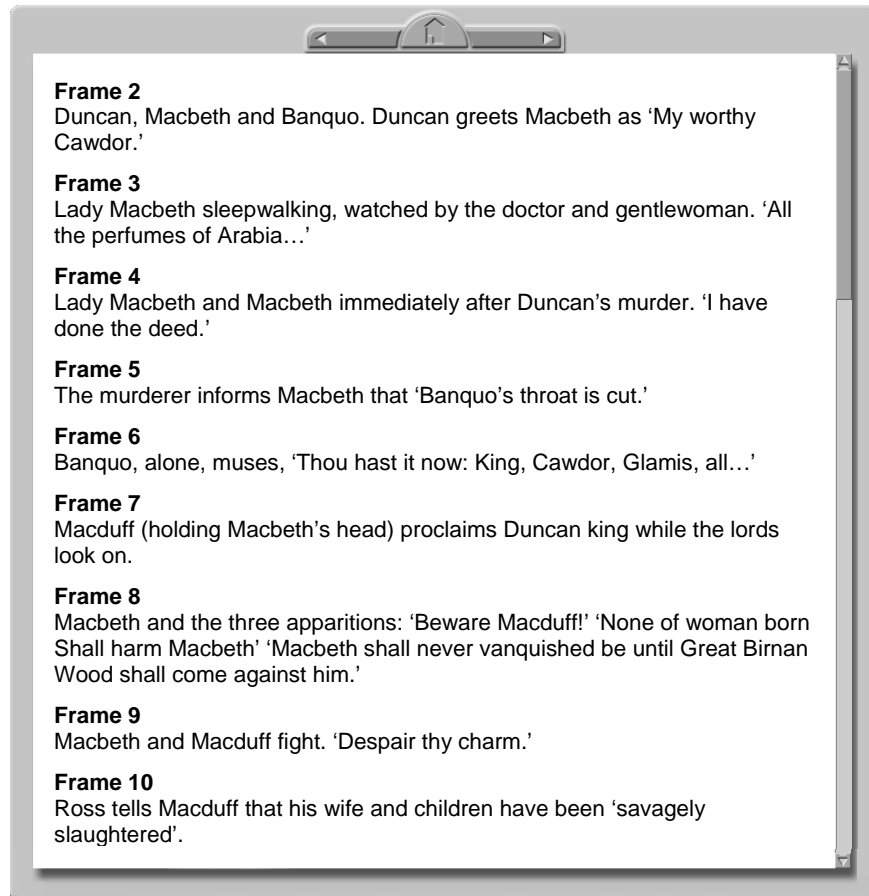 Frame 2
Duncan, Macbeth and Banquo. Duncan greets Macbeth as ‘My worthy
Cawdor.’
Frame 3
Lady Macbeth sleepwalking, watched by the doctor and gentlewoman. ‘All
the perfumes of Arabia…’
Frame 4
Lady Macbeth and Macbeth immediately after Duncan’s murder. ‘I have
done the deed.’
Frame 5
The murderer informs Macbeth that ‘Banquo’s throat is cut.’
Frame 6
Banquo, alone, muses, ‘Thou hast it now: King, Cawdor, Glamis, all…’
Frame 7
Macduff (holding Macbeth’s head) proclaims Duncan king while the lords
look on.
Frame 8
Macbeth and the three apparitions: ‘Beware Macduff!’ ‘None of woman born
Shall harm Macbeth’ ‘Macbeth shall never vanquished be until Great Birnan
Wood shall come against him.’
Frame 9
Macbeth and Macduff fight. ‘Despair thy charm.’
Frame 10
Ross tells Macduff that his wife and children have been ‘savagely
slaughtered’.